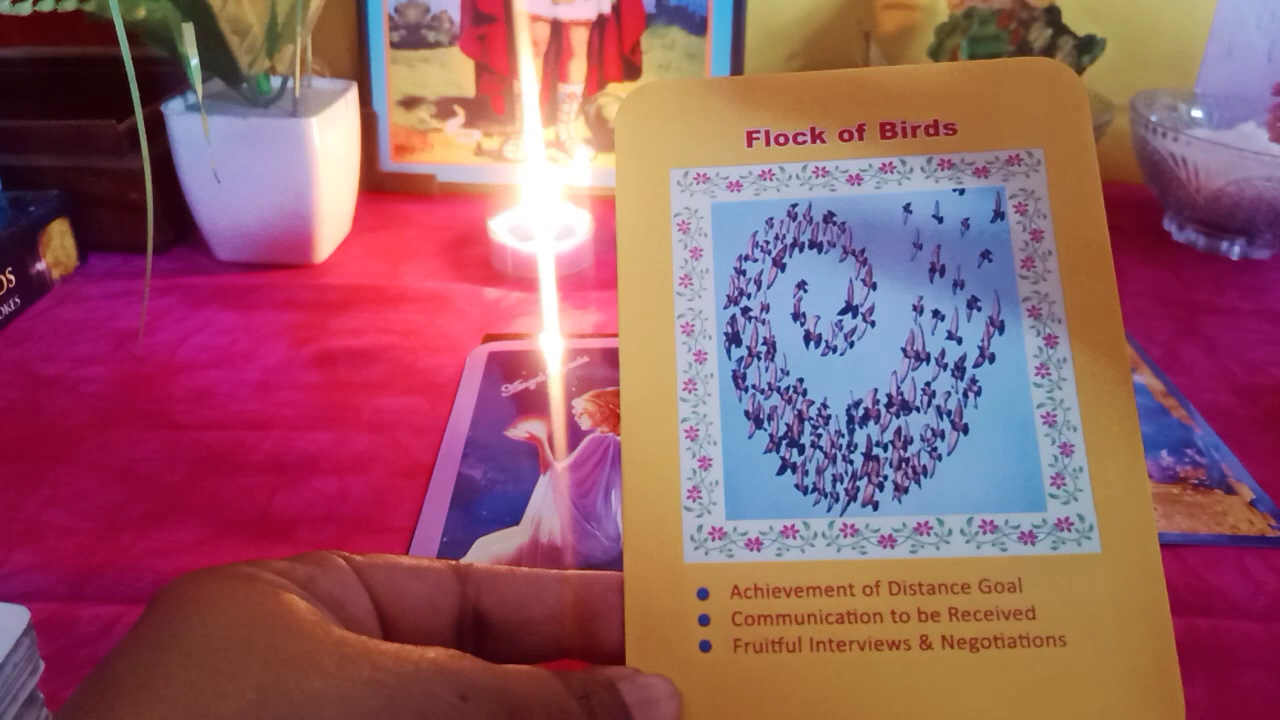 Flock of Birds
Achievement of Distance Goal
Communication to be Received
Fruitful Interviews & Negotiations